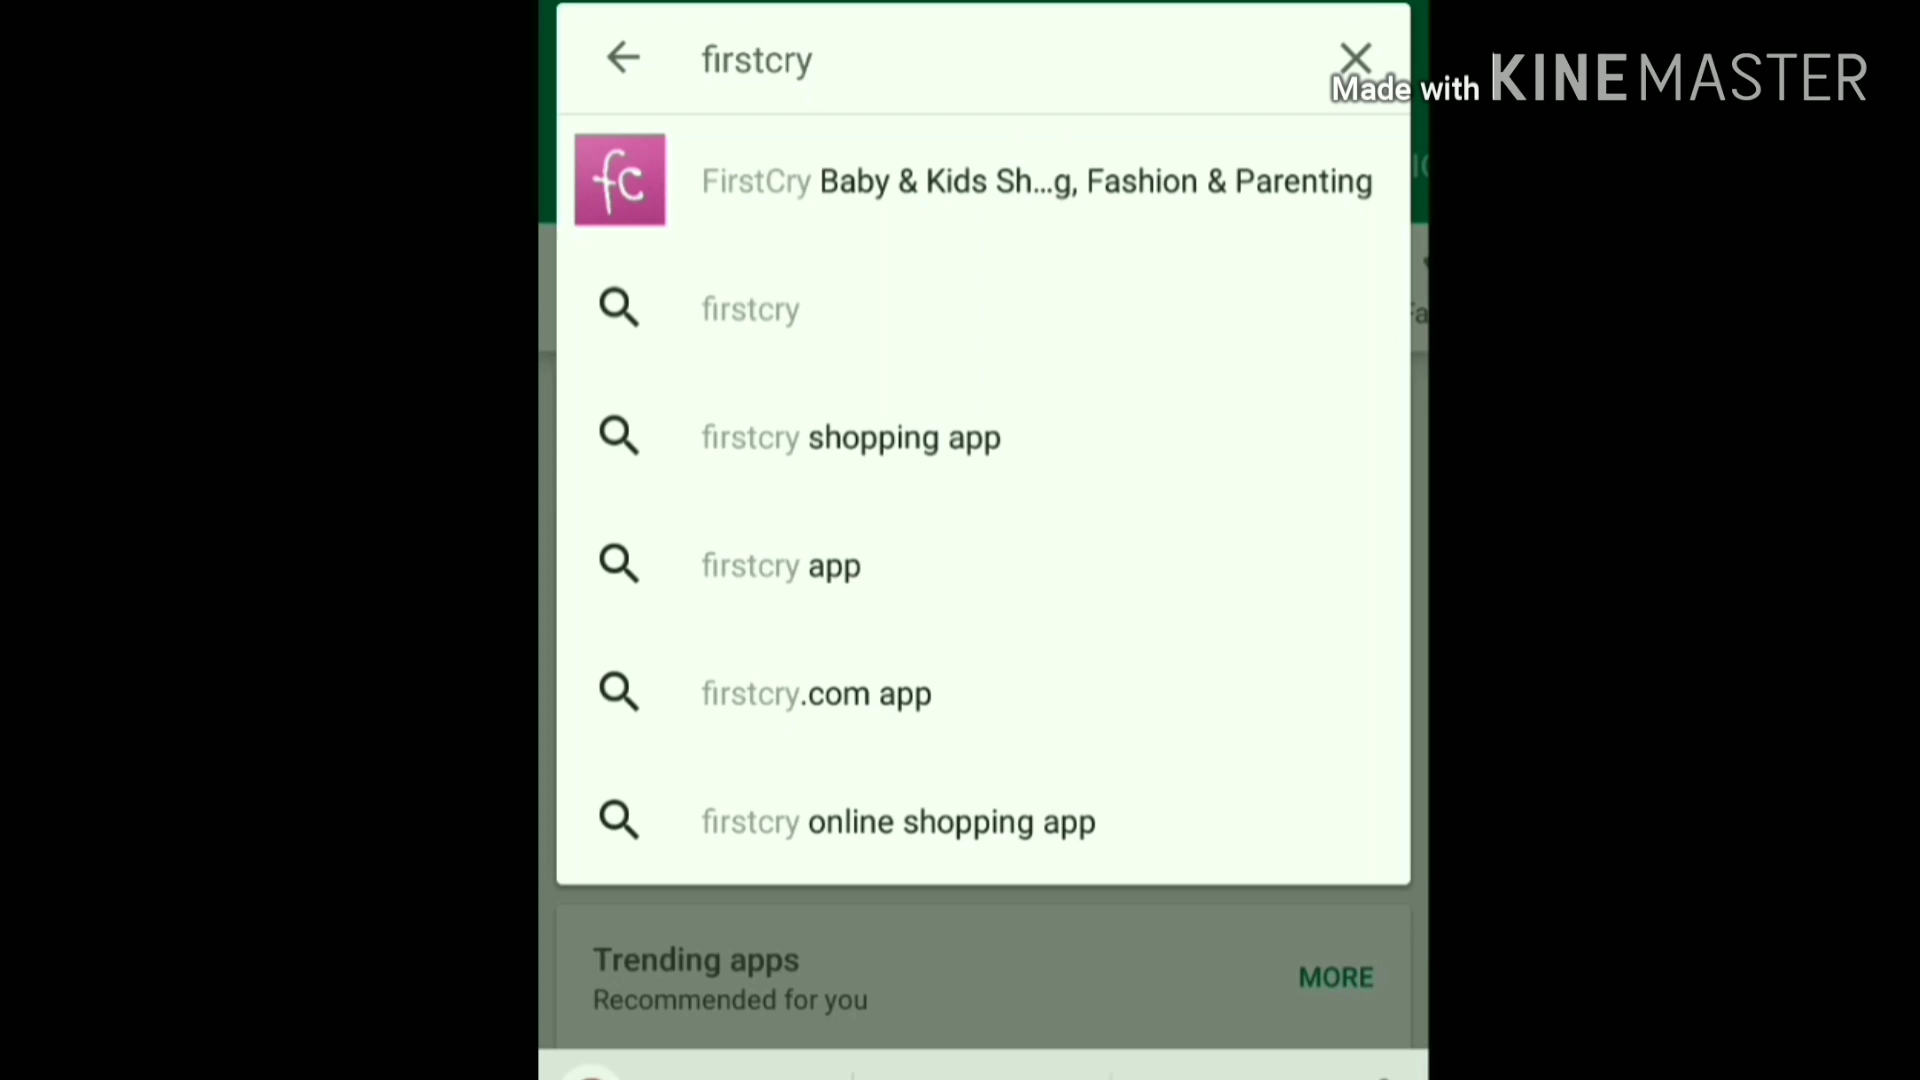 firstcry
Made with KINEMASTER
fc
FirstCry Baby & Kids Sh...g, Fashion & Parenting
firstcry
firstcry shopping app
firstcry app
firstcry.com app
firstcry online shopping app
Trending apps
MORE
Recommended for you